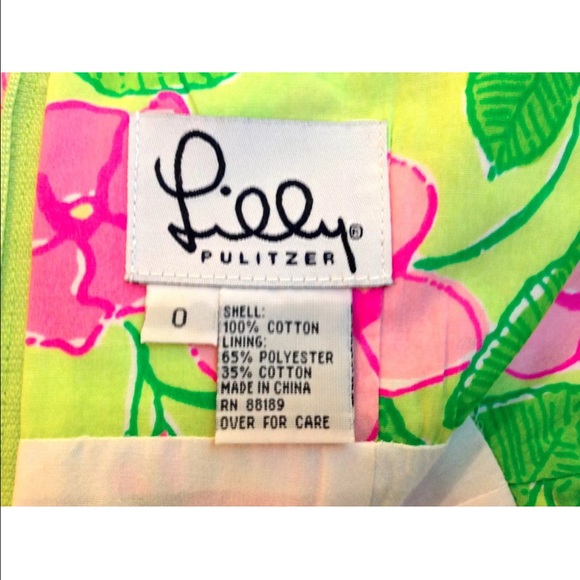 Lilly®
PULITZER
0
SHELL:
100% COTTON
LINING:
65% POLYESTER
35% COTTON
MADE IN CHINA
RN 88189
OVER FOR CARE